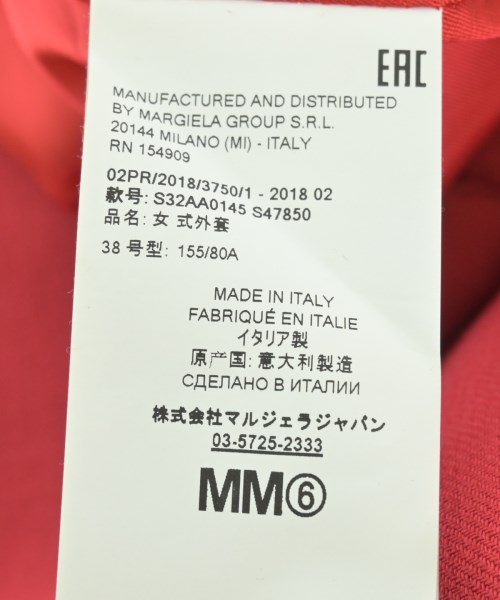 EAC
MANUFACTURED AND DISTRIBUTED
BY MARGIELA GROUP S.R.L.
20144 MILANO (MI) - ITALY
RN 154909
02PR/2018/3750/1 - 2018 02
款号: S32AA0145 S47850
品名: 女 式外套
38 号型: 155/80A
MADE IN ITALY
FABRIQUÉ EN ITALIE
イタリア製
原产国: 意大利製造
СДЕЛАНО В ИТАЛИИ
株式会社マルジェラジャパン
03-5725-2333
MM⑥